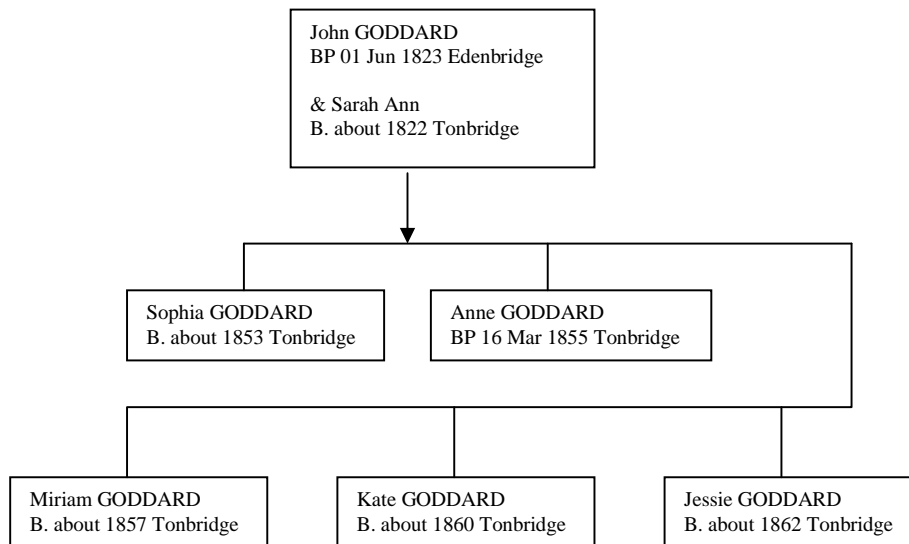 John GODDARD
BP 01 Jun 1823 Edenbridge
& Sarah Ann
B. about 1822 Tonbridge
Sophia GODDARD
B. about 1853 Tonbridge
Anne GODDARD
BP 16 Mar 1855 Tonbridge
Miriam GODDARD
B. about 1857 Tonbridge
Kate GODDARD
B. about 1860 Tonbridge
Jessie GODDARD
B. about 1862 Tonbridge